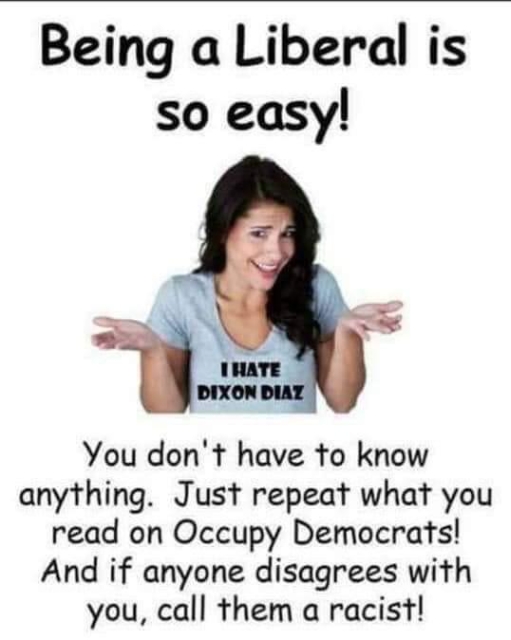 Being a Liberal is
so easy!
I HATE
DIXON DIAZ
You don't have to know
anything. Just repeat what you
read on Occupy Democrats!
And if anyone disagrees with
you, call them a racist!